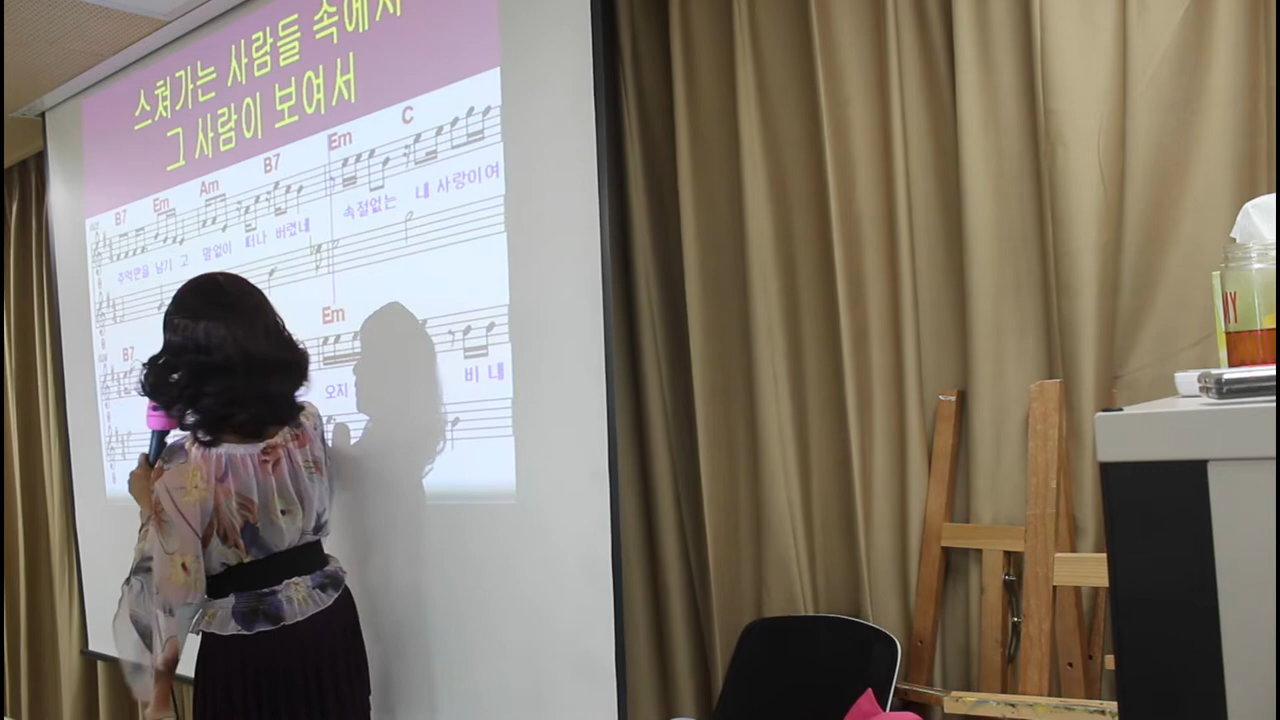 스쳐가는 사람들 속에서
그 사람이 보여서
B7 Em Am B7 Em C
추억만을 남기 고 말없이 떠나 버렸네 속절없는 내 사랑이여
B7 Em
오지 비 내
NY